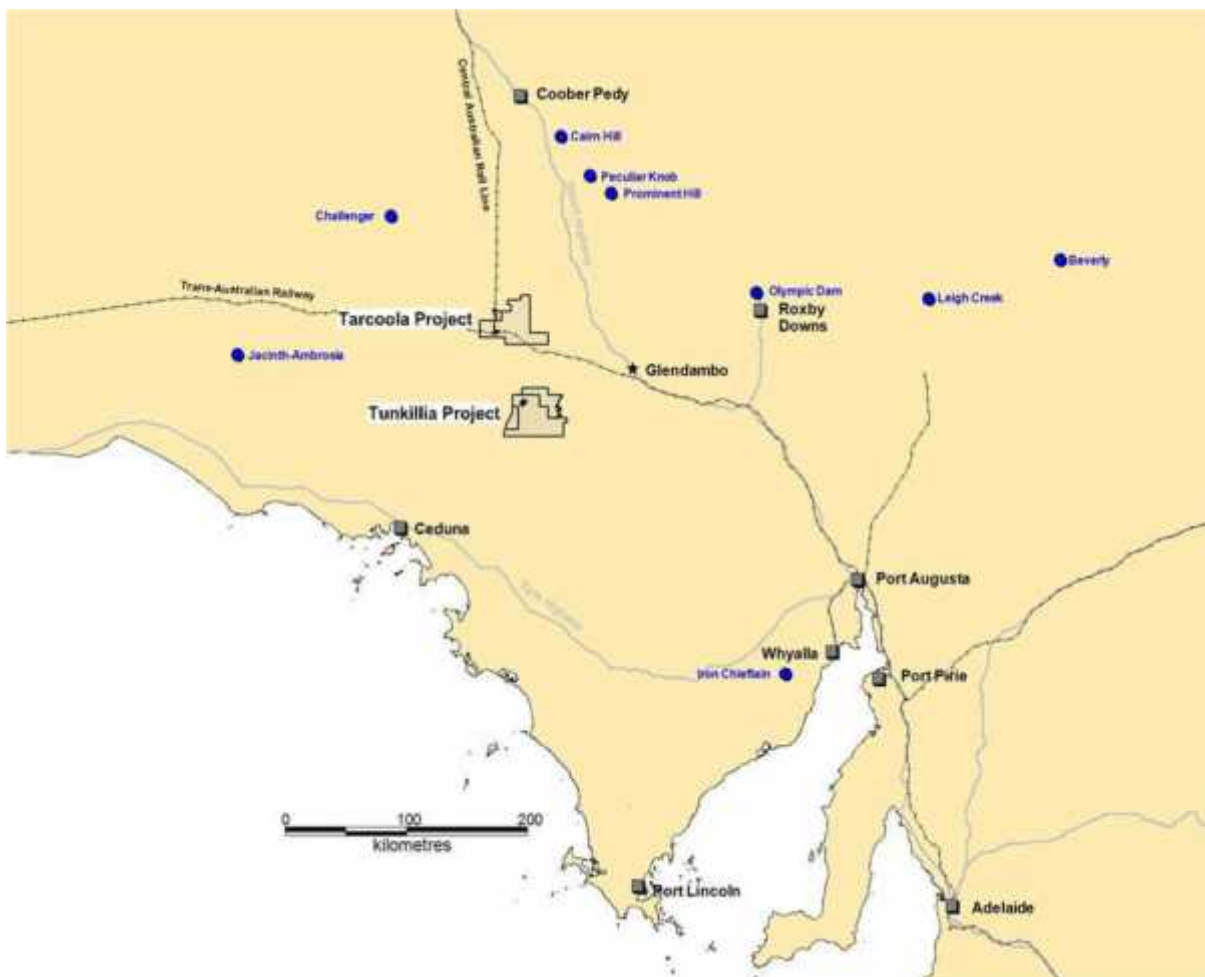 Central Australian Rail Line
Coober Pedy
Cairn Hill
Peculiar Knob
Prominent Hill
Challenger
Beverly
Trans-Australian Railway
Olympic Dam
Leigh Creek
Roxby
Downs
Tarcoola Project
Jacinth-Ambrosia
Glendambo
Tunkillia Project
Ceduna
Port Augusta
Eyre Highway
Whyalla
Iron Chieftain
Port Pirie
0 100 200
kilometres
Port Lincoln
Adelaide